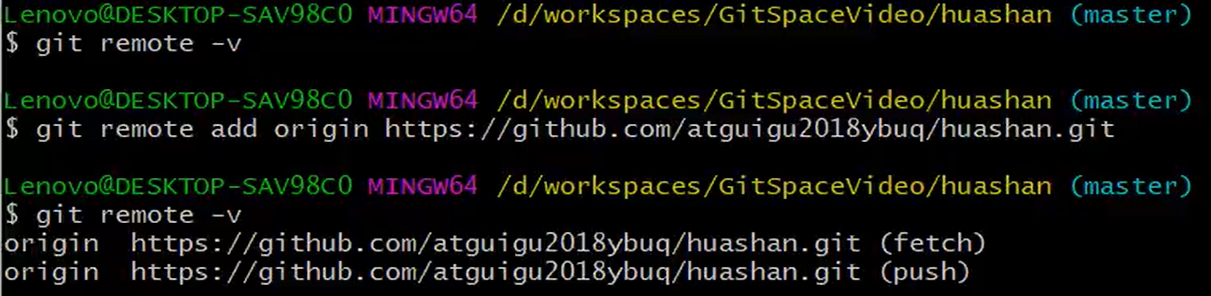 Lenovo@DESKTOP-SAV98C0 MINGW64 /d/workspaces/GitSpaceVideo/huashan (master)
$ git remote -v
Lenovo@DESKTOP-SAV98C0 MINGW64 /d/workspaces/GitSpaceVideo/huashan (master)
$ git remote add origin https://github.com/atguigu2018ybuq/huashan.git
Lenovo@DESKTOP-SAV98C0 MINGW64 /d/workspaces/GitSpaceVideo/huashan (master)
$ git remote -v
origin  https://github.com/atguigu2018ybuq/huashan.git (fetch)
origin  https://github.com/atguigu2018ybuq/huashan.git (push)